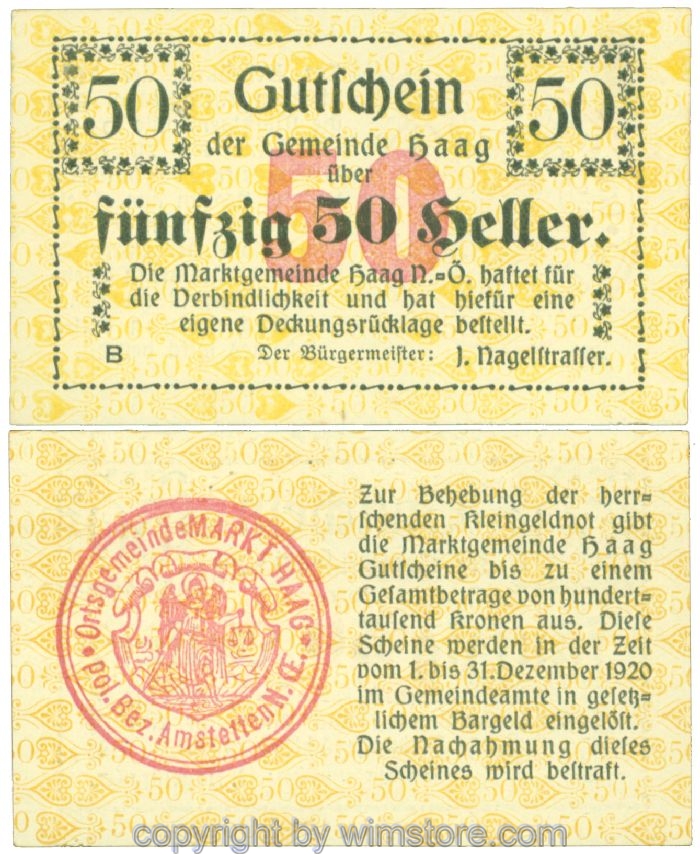 50 Gutschein 50
der Gemeinde Haag
über
50
fünfzig 50 Heller.
Die Marktgemeinde Haag N.=Ö. haftet für
die Verbindlichkeit und hat hiefür eine
eigene Deckungsrücklage bestellt.
B Der Bürgermeister: J. Nagelstrasser.
Ortsgemeinde MARKT HAAG
pol. Bez. Amstetten N. Œ.
Zur Behebung der herr=
schenden Kleingeldnot gibt
die Marktgemeinde Haag
Gutscheine bis zu einem
Gesamtbetrage von hundert=
tausend Kronen aus. Diese
Scheine werden in der Zeit
vom 1. bis 31. Dezember 1920
im Gemeindeamte in gesetz=
lichem Bargeld eingelöst.
Die Nachahmung dieses
Scheines wird bestraft.
copyright by wimstore.com